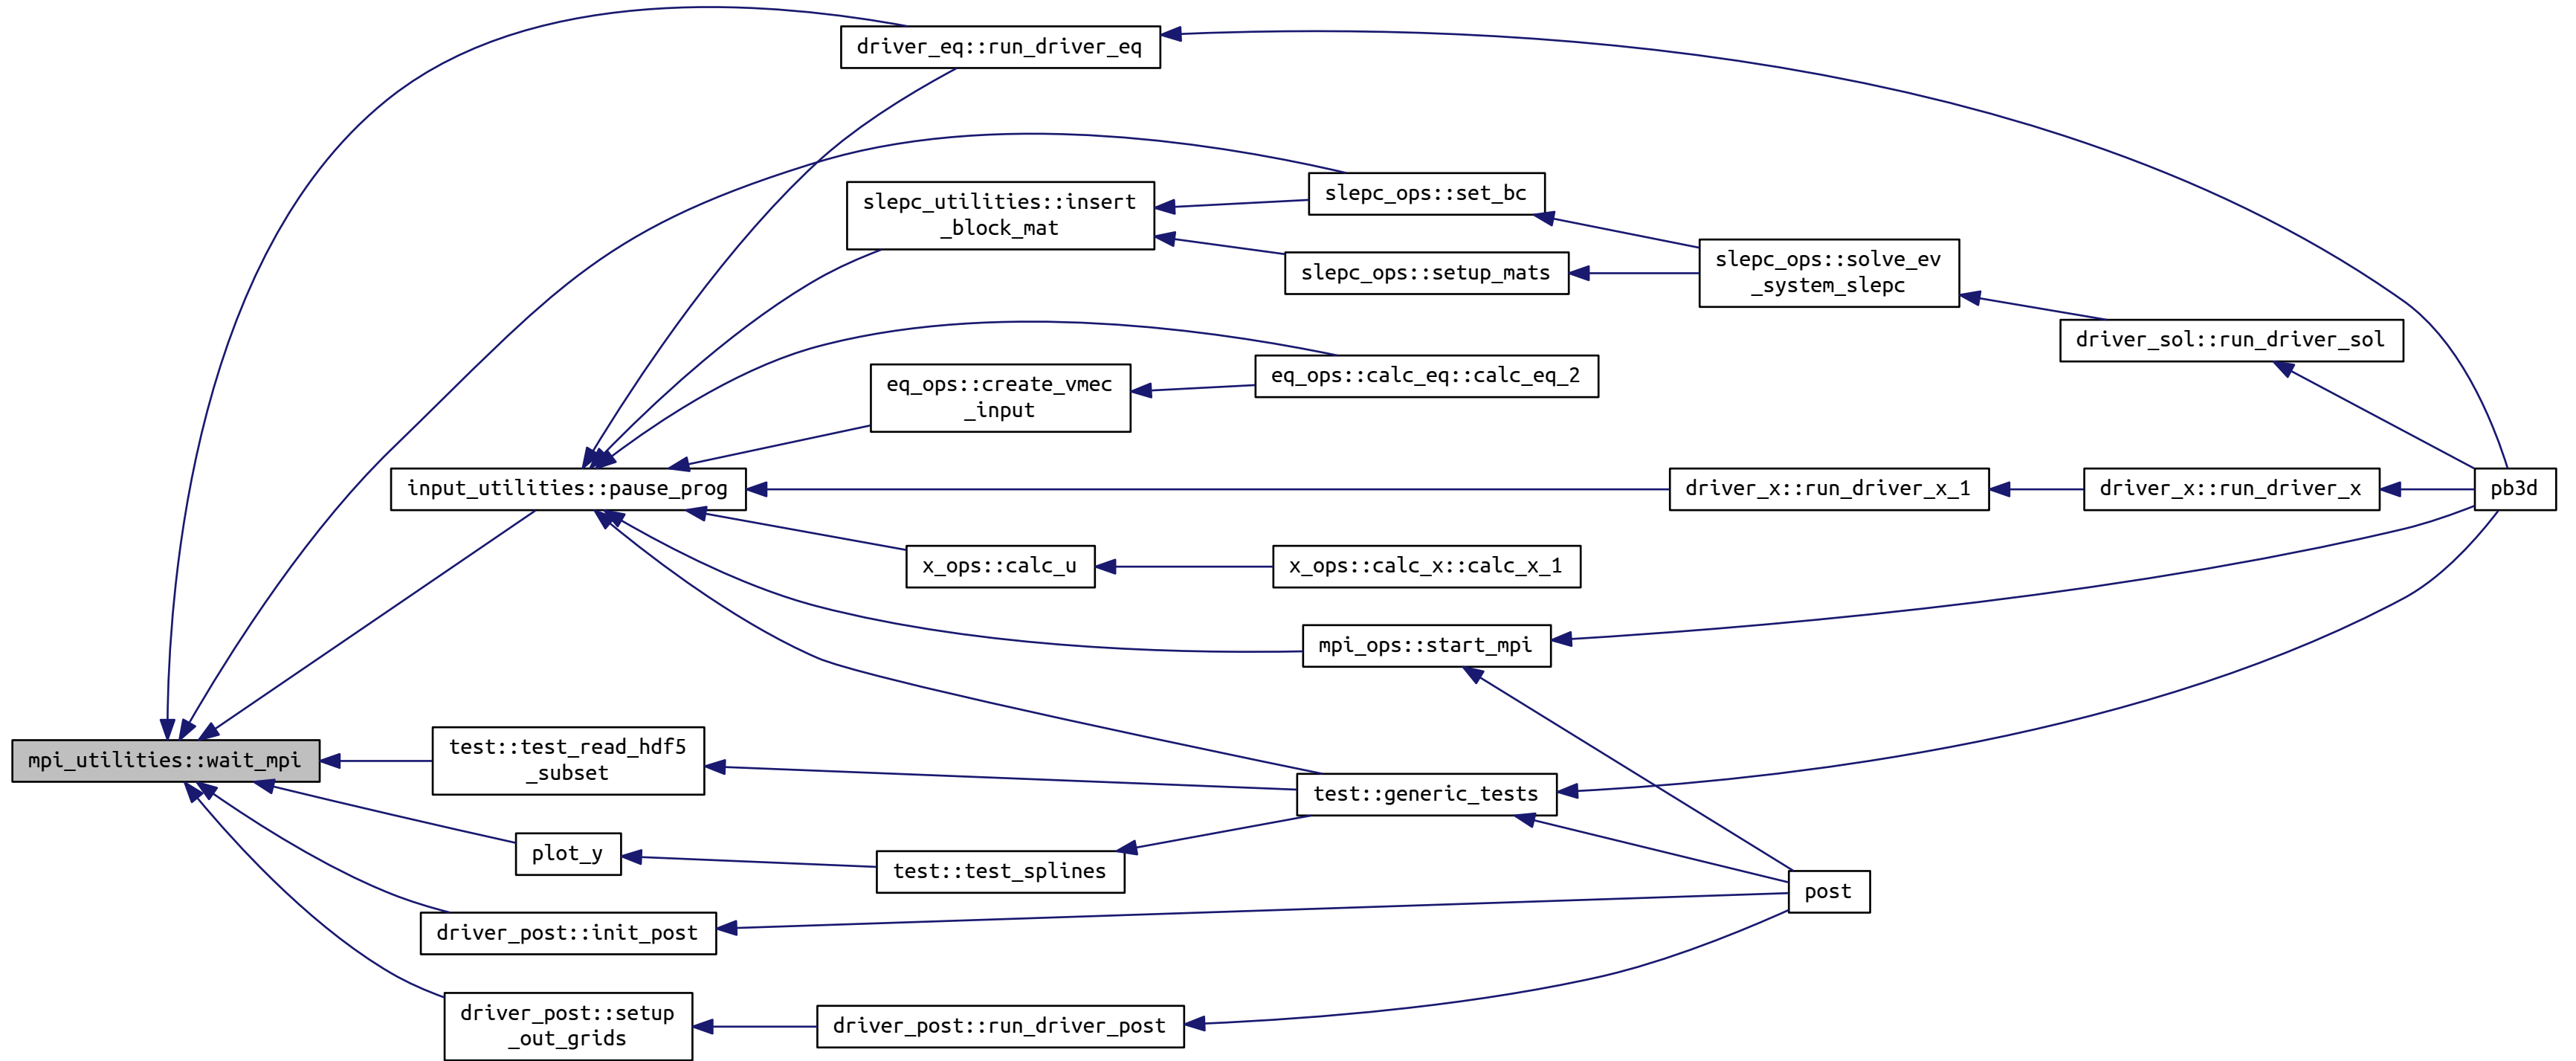 driver_eq::run_driver_eq
slepc_utilities::insert
_block_mat
slepc_ops::set_bc
slepc_ops::setup_mats
slepc_ops::solve_ev
_system_slepc
driver_sol::run_driver_sol
eq_ops::create_vmec
_input
eq_ops::calc_eq::calc_eq_2
input_utilities::pause_prog
driver_x::run_driver_x_1
driver_x::run_driver_x
pb3d
x_ops::calc_u
x_ops::calc_x::calc_x_1
mpi_ops::start_mpi
mpi_utilities::wait_mpi
test::test_read_hdf5
_subset
test::generic_tests
plot_y
test::test_splines
post
driver_post::init_post
driver_post::setup
_out_grids
driver_post::run_driver_post